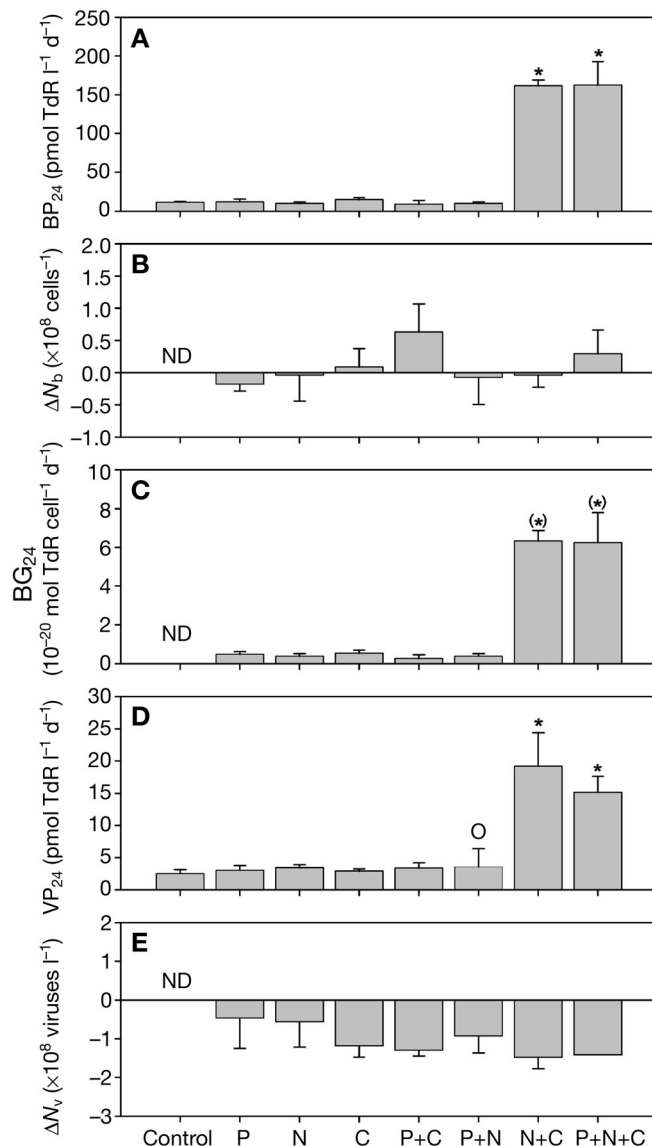 A
BP₂₄ (pmol TdR l⁻¹ d⁻¹)
250
200
150
100
50
0
*
*
B
ΔN_b (×10⁸ cells⁻¹)
2.0
1.5
1.0
0.5
0.0
−0.5
−1.0
ND
C
BG₂₄
(10⁻²⁰ mol TdR cell⁻¹ d⁻¹)
10
8
6
4
2
0
ND
(*)
(*)
D
VP₂₄ (pmol TdR l⁻¹ d⁻¹)
30
25
20
15
10
5
0
O
*
*
E
ΔN_v (×10⁸ viruses l⁻¹)
2
1
0
−1
−2
−3
ND
Control P N C P+C P+N N+C P+N+C